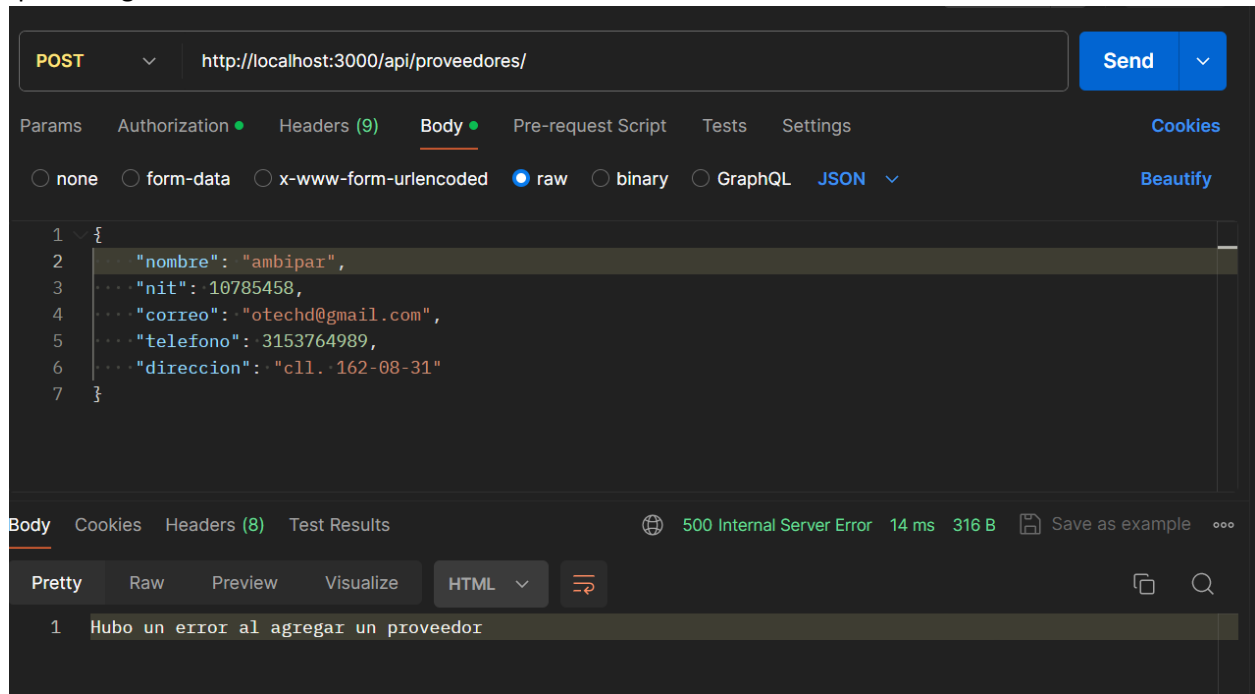 POST http://localhost:3000/api/proveedores/ Send
Params Authorization Headers (9) Body Pre-request Script Tests Settings Cookies
none form-data x-www-form-urlencoded raw binary GraphQL JSON Beautify
1 {
2 "nombre": "ambipar",
3 "nit": 10785458,
4 "correo": "otechd@gmail.com",
5 "telefono": 3153764989,
6 "direccion": "cll. 162-08-31"
7 }
Body Cookies Headers (8) Test Results 500 Internal Server Error 14 ms 316 B Save as example
Pretty Raw Preview Visualize HTML
1 Hubo un error al agregar un proveedor